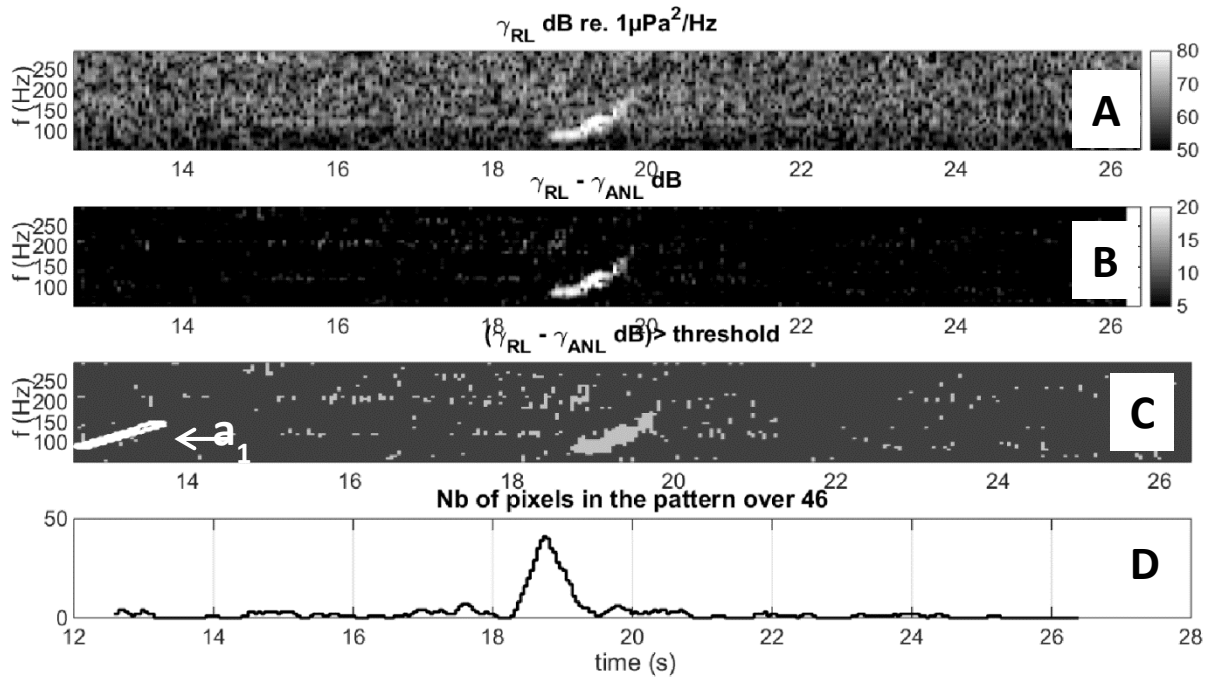 γRL dB re. 1μPa²/Hz
f (Hz)
250
200
150
100
A
80
70
60
50
14 16 18 20 22 24 26
γRL - γANL dB
f (Hz)
250
200
150
100
B
20
15
10
5
14 16 18 20 22 24 26
(γRL - γANL dB)> threshold
f (Hz)
250
200
150
100
a1
C
14 16 18 20 22 24 26
Nb of pixels in the pattern over 46
50
0
D
12 14 16 18 20 22 24 26 28
time (s)